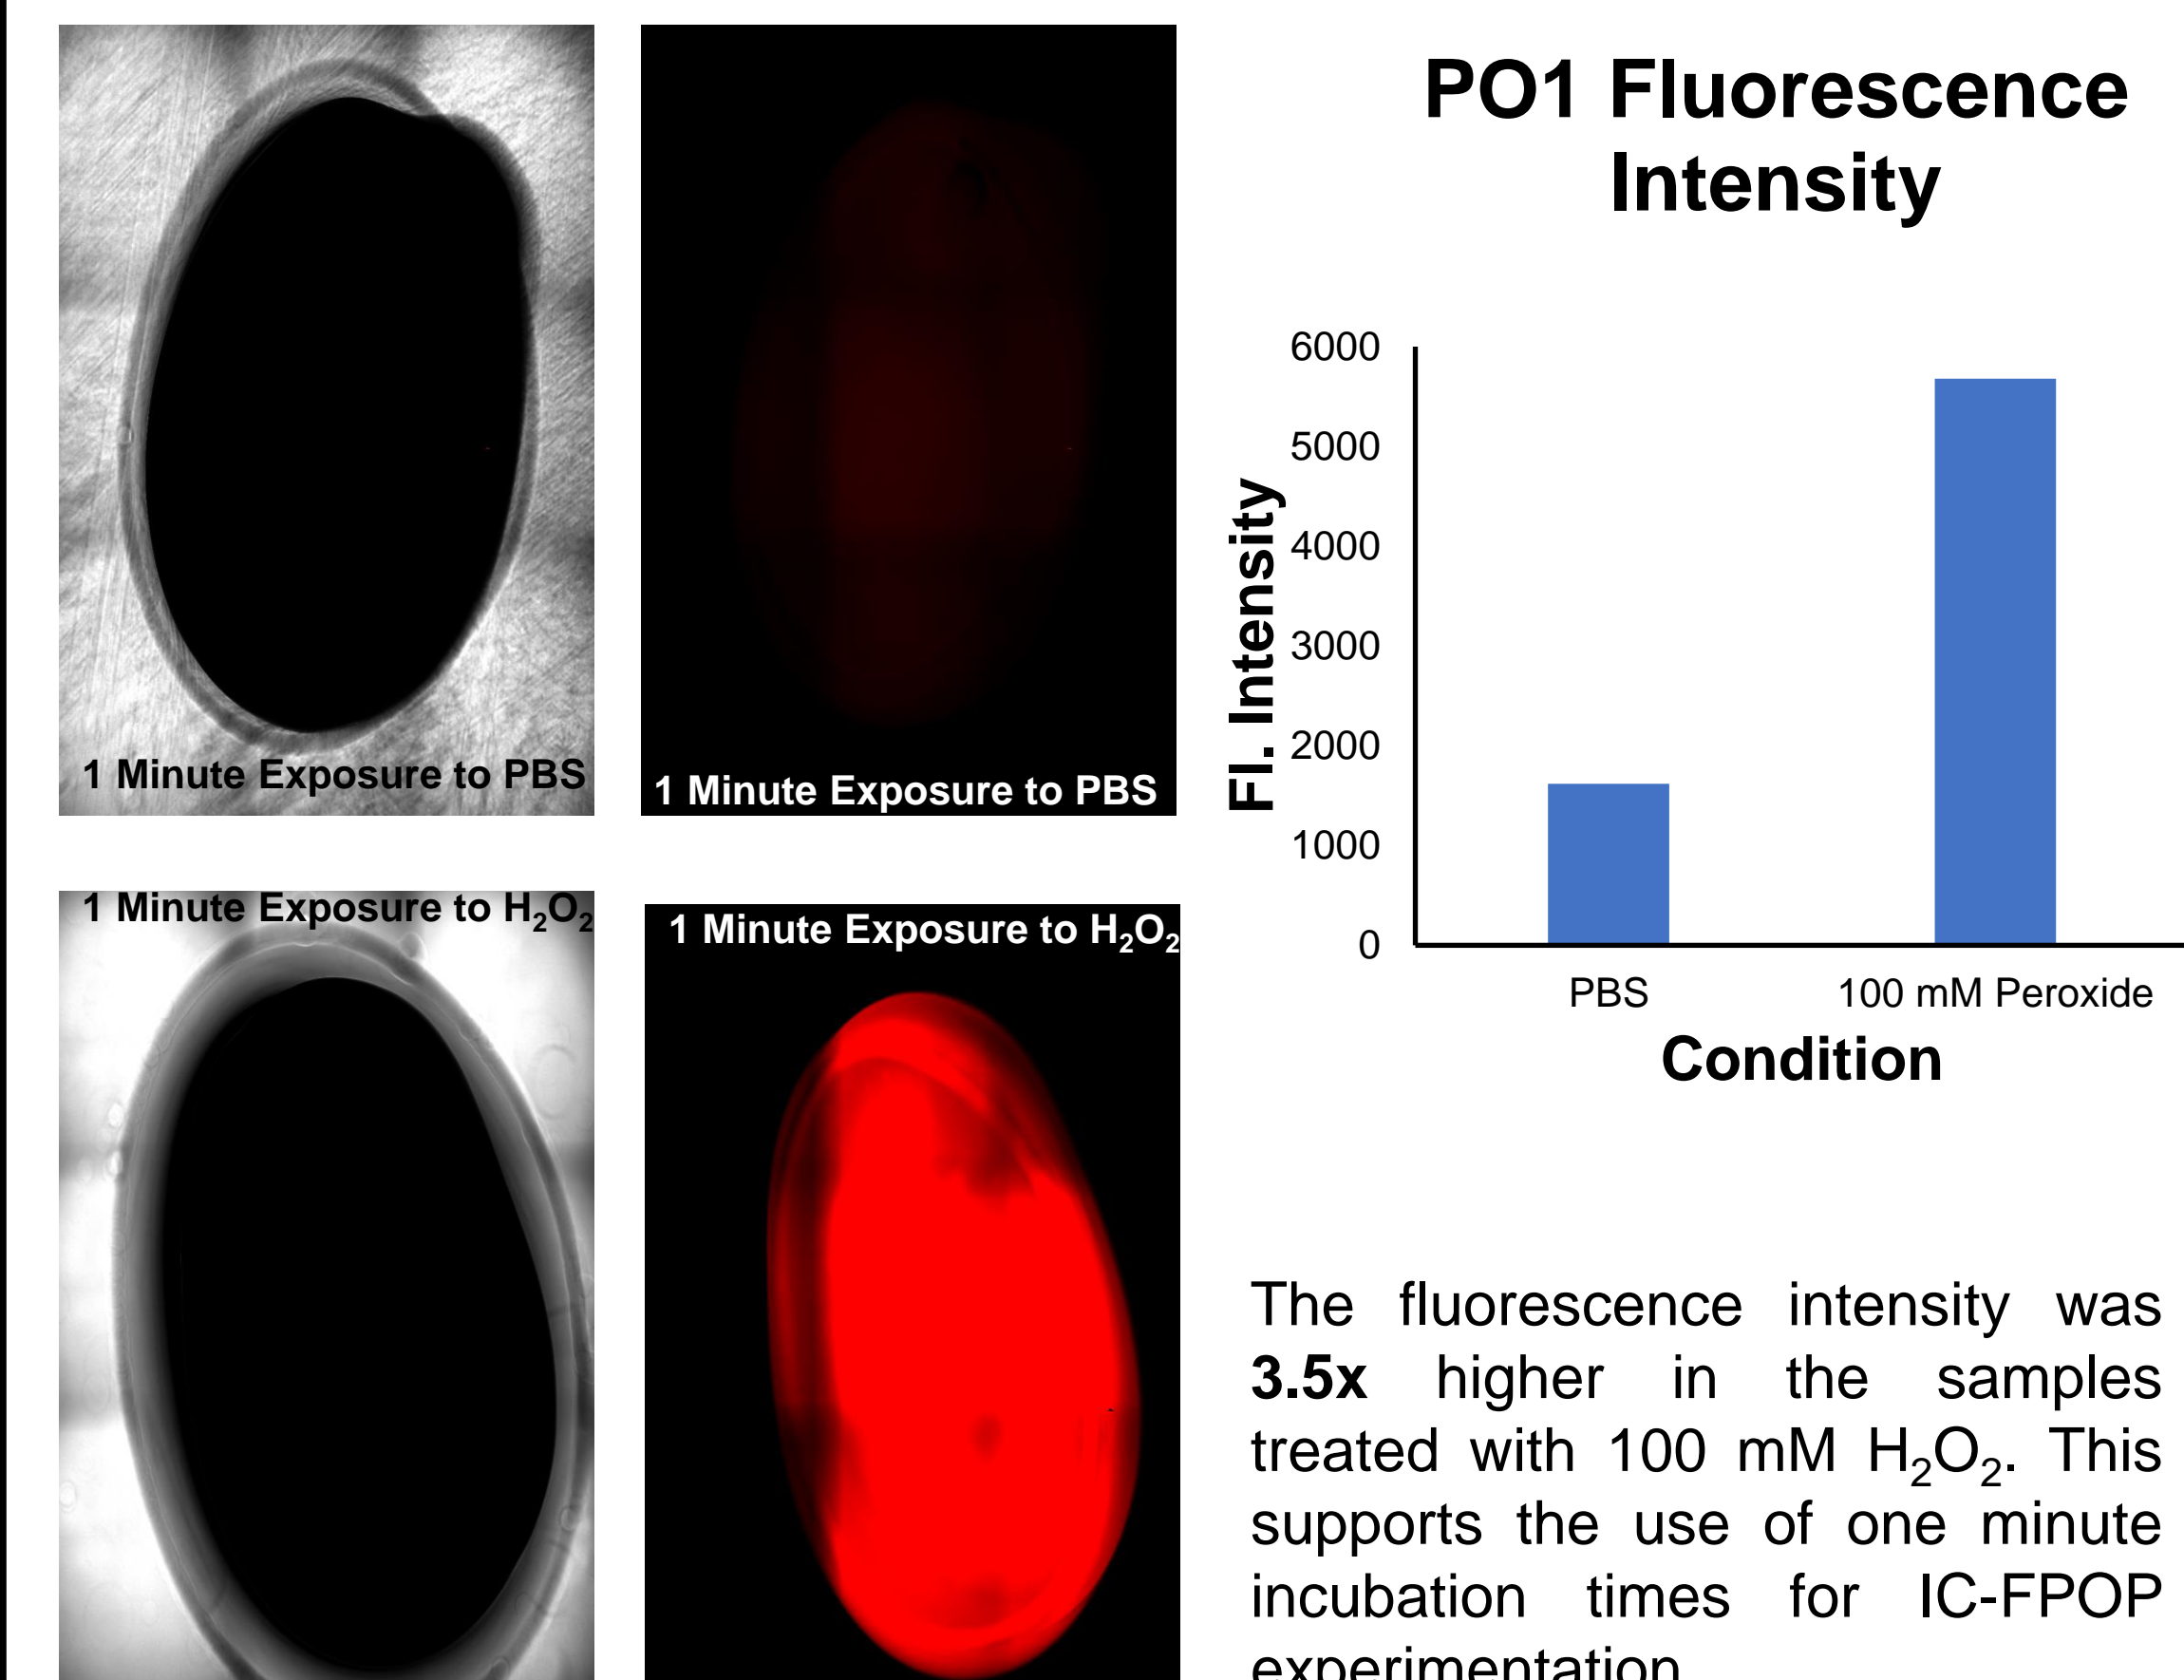 1 Minute Exposure to PBS
1 Minute Exposure to PBS
1 Minute Exposure to H₂O₂
1 Minute Exposure to H₂O₂
PO1 Fluorescence
Intensity
Fl. Intensity
6000
5000
4000
3000
2000
1000
0
PBS
100 mM Peroxide
Condition
The fluorescence intensity was
3.5x higher in the samples
treated with 100 mM H₂O₂. This
supports the use of one minute
incubation times for IC-FPOP
experimentation